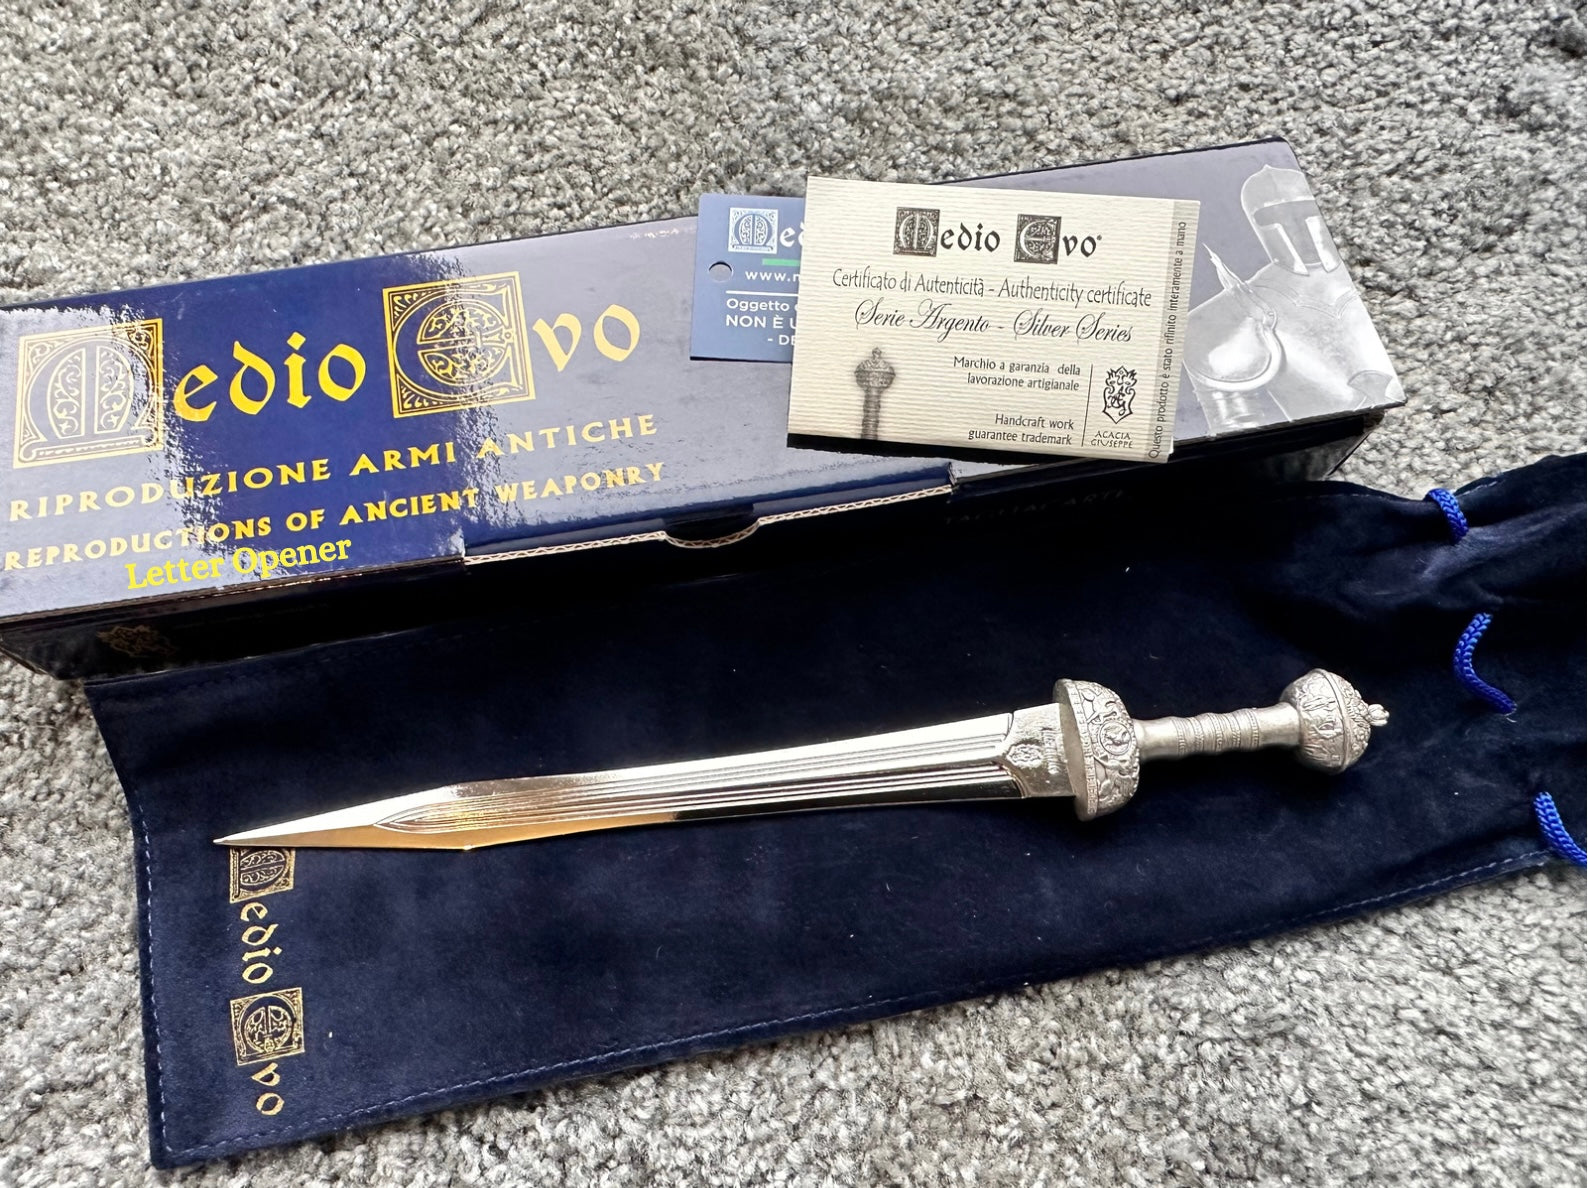 Medio Evo
RIPRODUZIONE ARMI ANTICHE
REPRODUCTIONS OF ANCIENT WEAPONRY
Letter Opener
www.
Oggetto
NON È
Medio Evo®
Certificato di Autenticità - Authenticity certificate
Serie Argento - Silver Series
Marchio a garanzia della
lavorazione artigianale
Handcraft work
guarantee trademark
ACACIA
GIUSEPPE
Questo prodotto è stato rifinito interamente a mano
Medio Evo